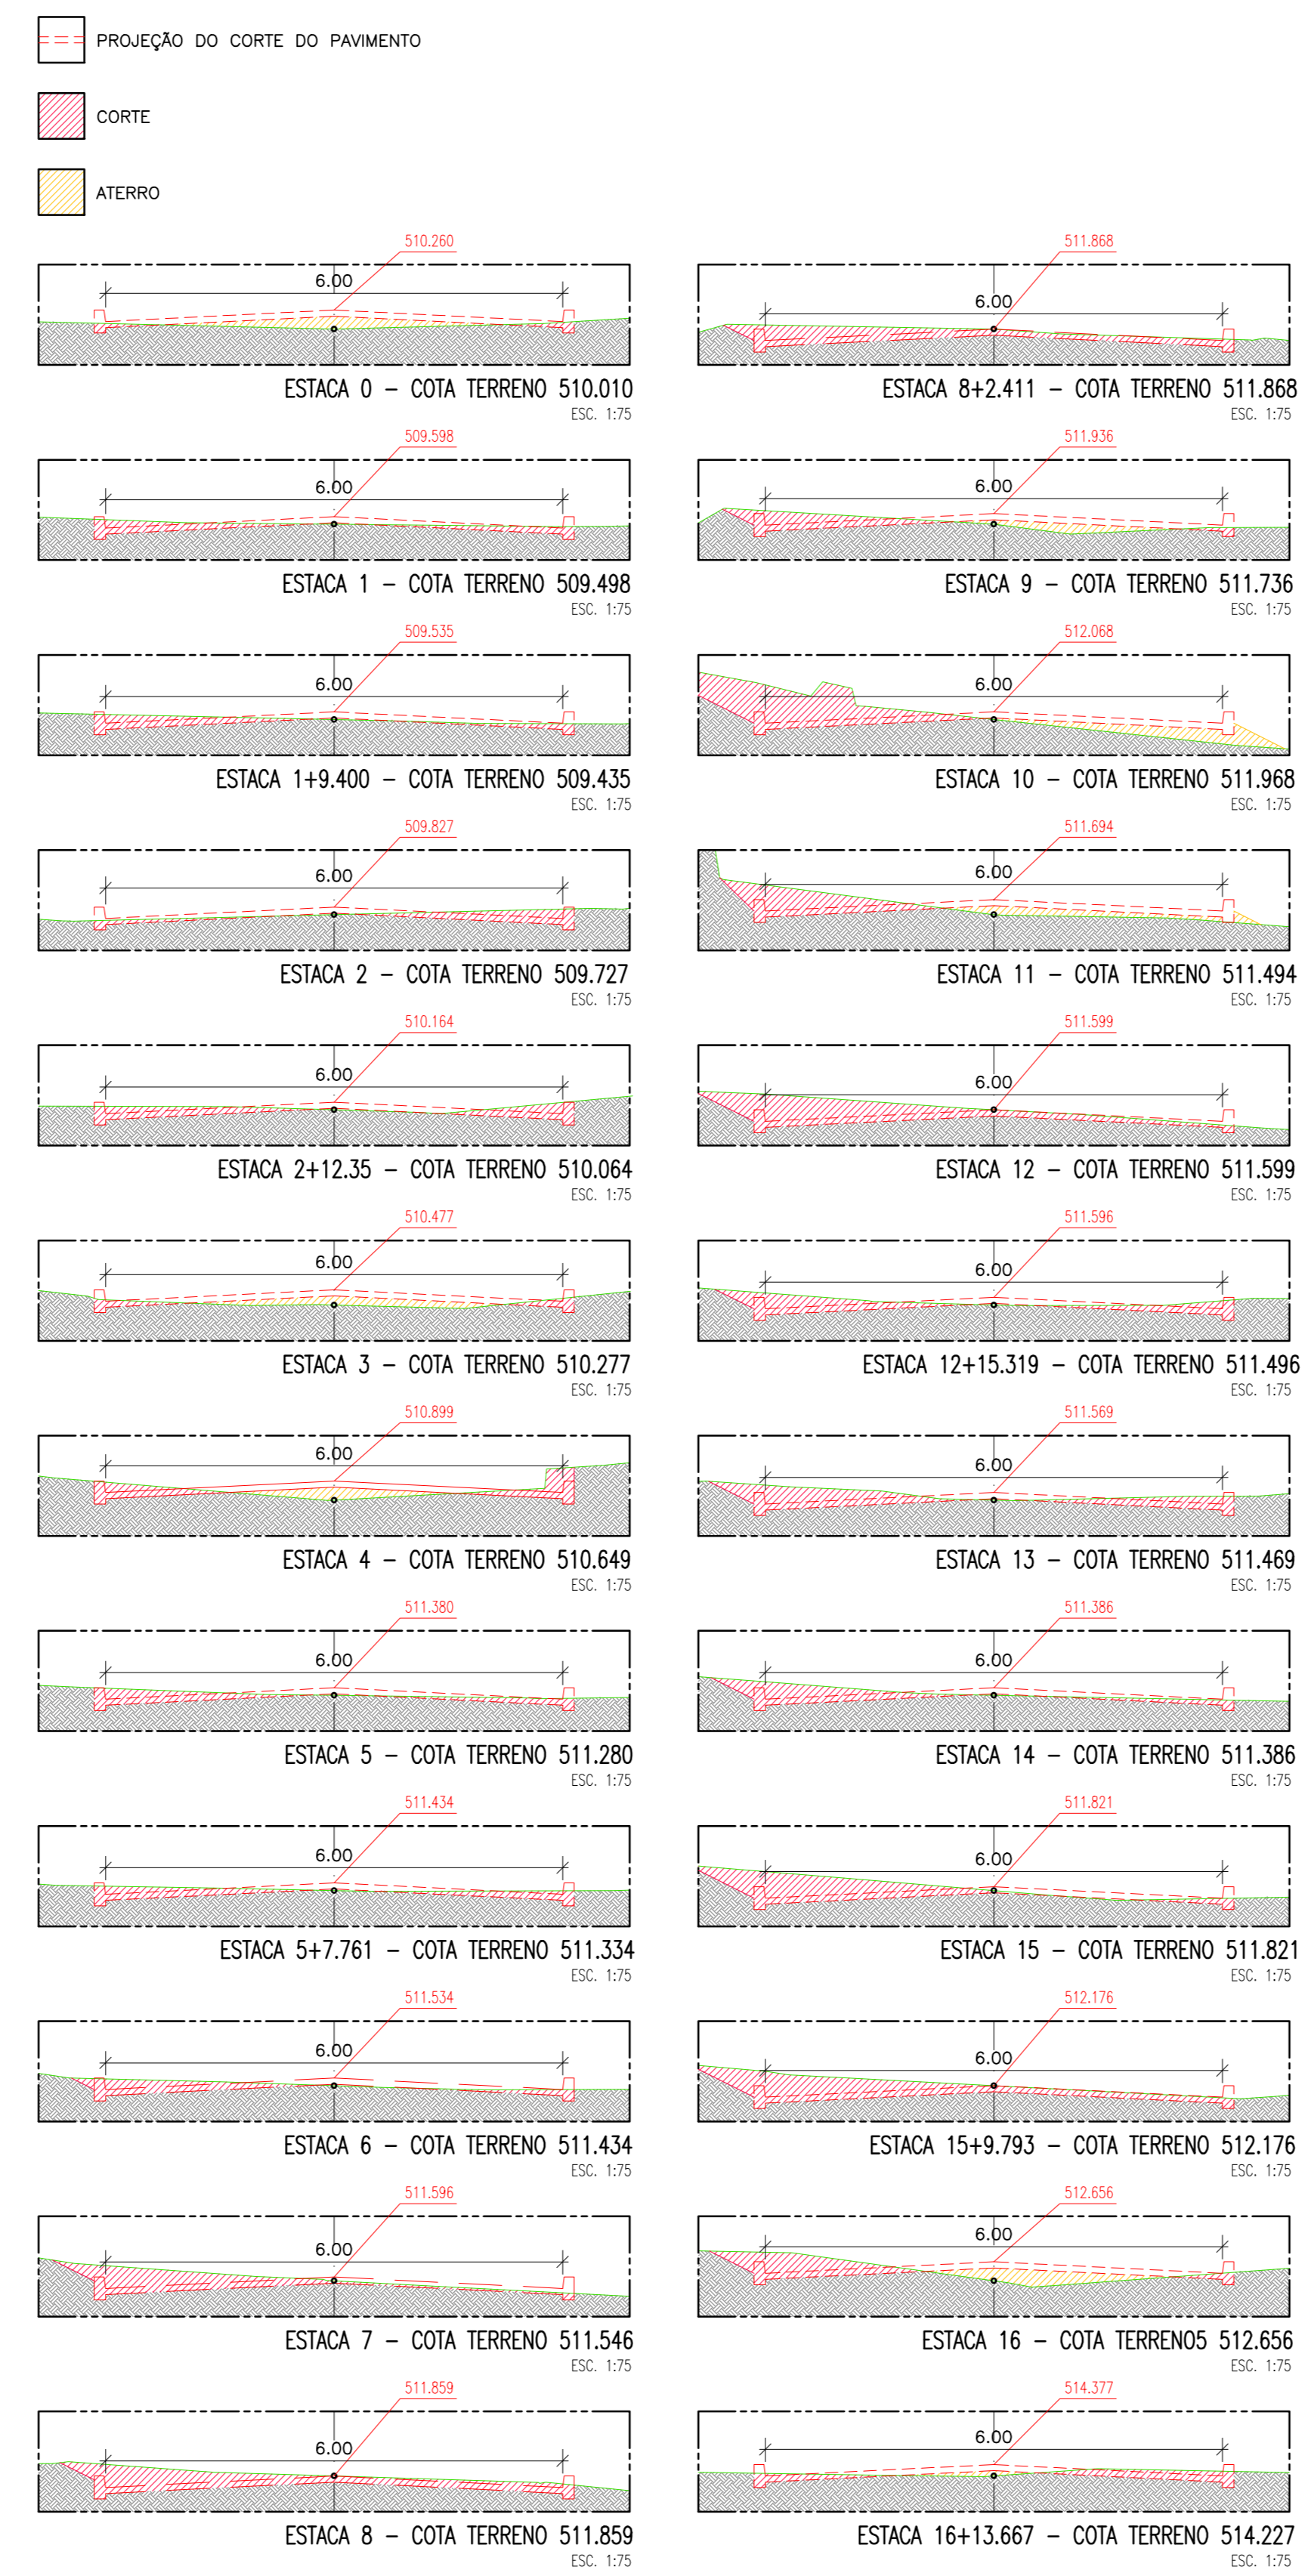 PROJEÇÃO DO CORTE DO PAVIMENTO
CORTE
ATERRO
510.260
6.00
ESTACA 0 – COTA TERRENO 510.010
ESC. 1:75
509.598
6.00
ESTACA 1 – COTA TERRENO 509.498
ESC. 1:75
509.535
6.00
ESTACA 1+9.400 – COTA TERRENO 509.435
ESC. 1:75
509.827
6.00
ESTACA 2 – COTA TERRENO 509.727
ESC. 1:75
510.164
6.00
ESTACA 2+12.35 – COTA TERRENO 510.064
ESC. 1:75
510.477
6.00
ESTACA 3 – COTA TERRENO 510.277
ESC. 1:75
510.899
6.00
ESTACA 4 – COTA TERRENO 510.649
ESC. 1:75
511.380
6.00
ESTACA 5 – COTA TERRENO 511.280
ESC. 1:75
511.434
6.00
ESTACA 5+7.761 – COTA TERRENO 511.334
ESC. 1:75
511.534
6.00
ESTACA 6 – COTA TERRENO 511.434
ESC. 1:75
511.596
6.00
ESTACA 7 – COTA TERRENO 511.546
ESC. 1:75
511.859
6.00
ESTACA 8 – COTA TERRENO 511.859
ESC. 1:75
511.868
6.00
ESTACA 8+2.411 – COTA TERRENO 511.868
ESC. 1:75
511.936
6.00
ESTACA 9 – COTA TERRENO 511.736
ESC. 1:75
512.068
6.00
ESTACA 10 – COTA TERRENO 511.968
ESC. 1:75
511.694
6.00
ESTACA 11 – COTA TERRENO 511.494
ESC. 1:75
511.599
6.00
ESTACA 12 – COTA TERRENO 511.599
ESC. 1:75
511.596
6.00
ESTACA 12+15.319 – COTA TERRENO 511.496
ESC. 1:75
511.569
6.00
ESTACA 13 – COTA TERRENO 511.469
ESC. 1:75
511.386
6.00
ESTACA 14 – COTA TERRENO 511.386
ESC. 1:75
511.821
6.00
ESTACA 15 – COTA TERRENO 511.821
ESC. 1:75
512.176
6.00
ESTACA 15+9.793 – COTA TERRENO 512.176
ESC. 1:75
512.656
6.00
ESTACA 16 – COTA TERRENO5 512.656
ESC. 1:75
514.377
6.00
ESTACA 16+13.667 – COTA TERRENO 514.227
ESC. 1:75